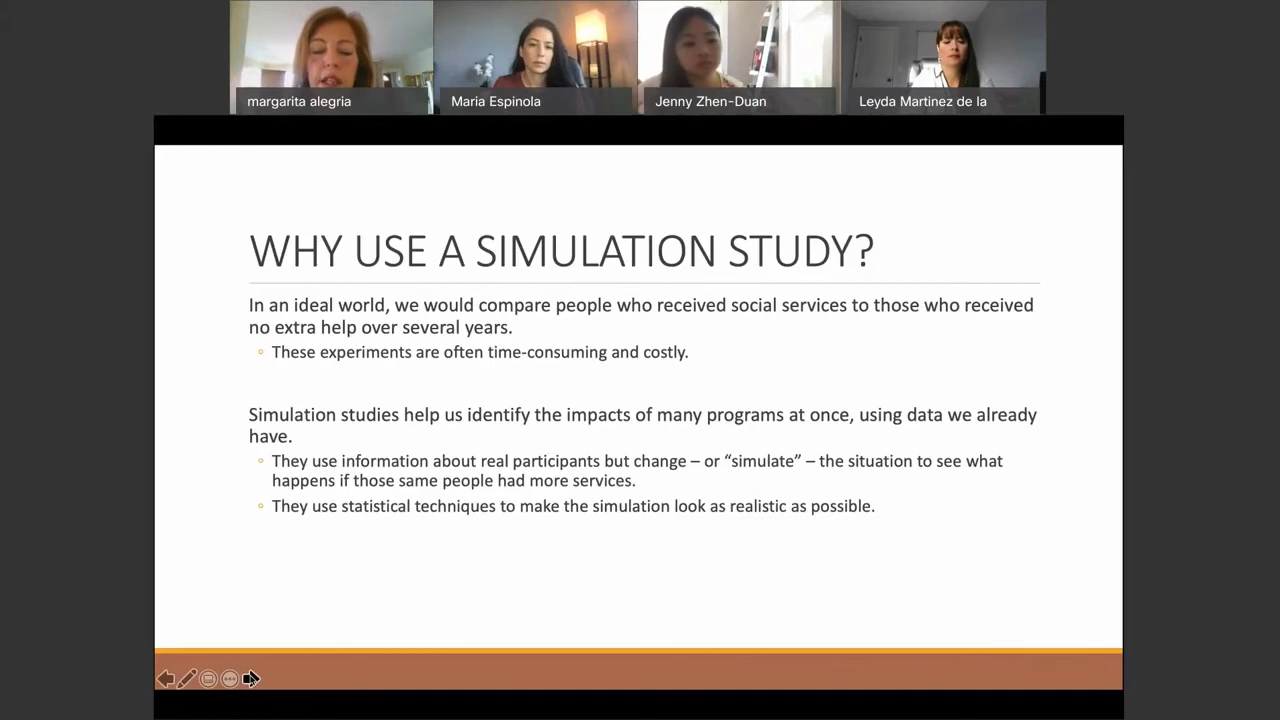 margarita alegria
Maria Espinola
Jenny Zhen-Duan
Leyda Martinez de la
WHY USE A SIMULATION STUDY?
In an ideal world, we would compare people who received social services to those who received
no extra help over several years.
◦ These experiments are often time-consuming and costly.
Simulation studies help us identify the impacts of many programs at once, using data we already
have.
◦ They use information about real participants but change – or “simulate” – the situation to see what
happens if those same people had more services.
◦ They use statistical techniques to make the simulation look as realistic as possible.